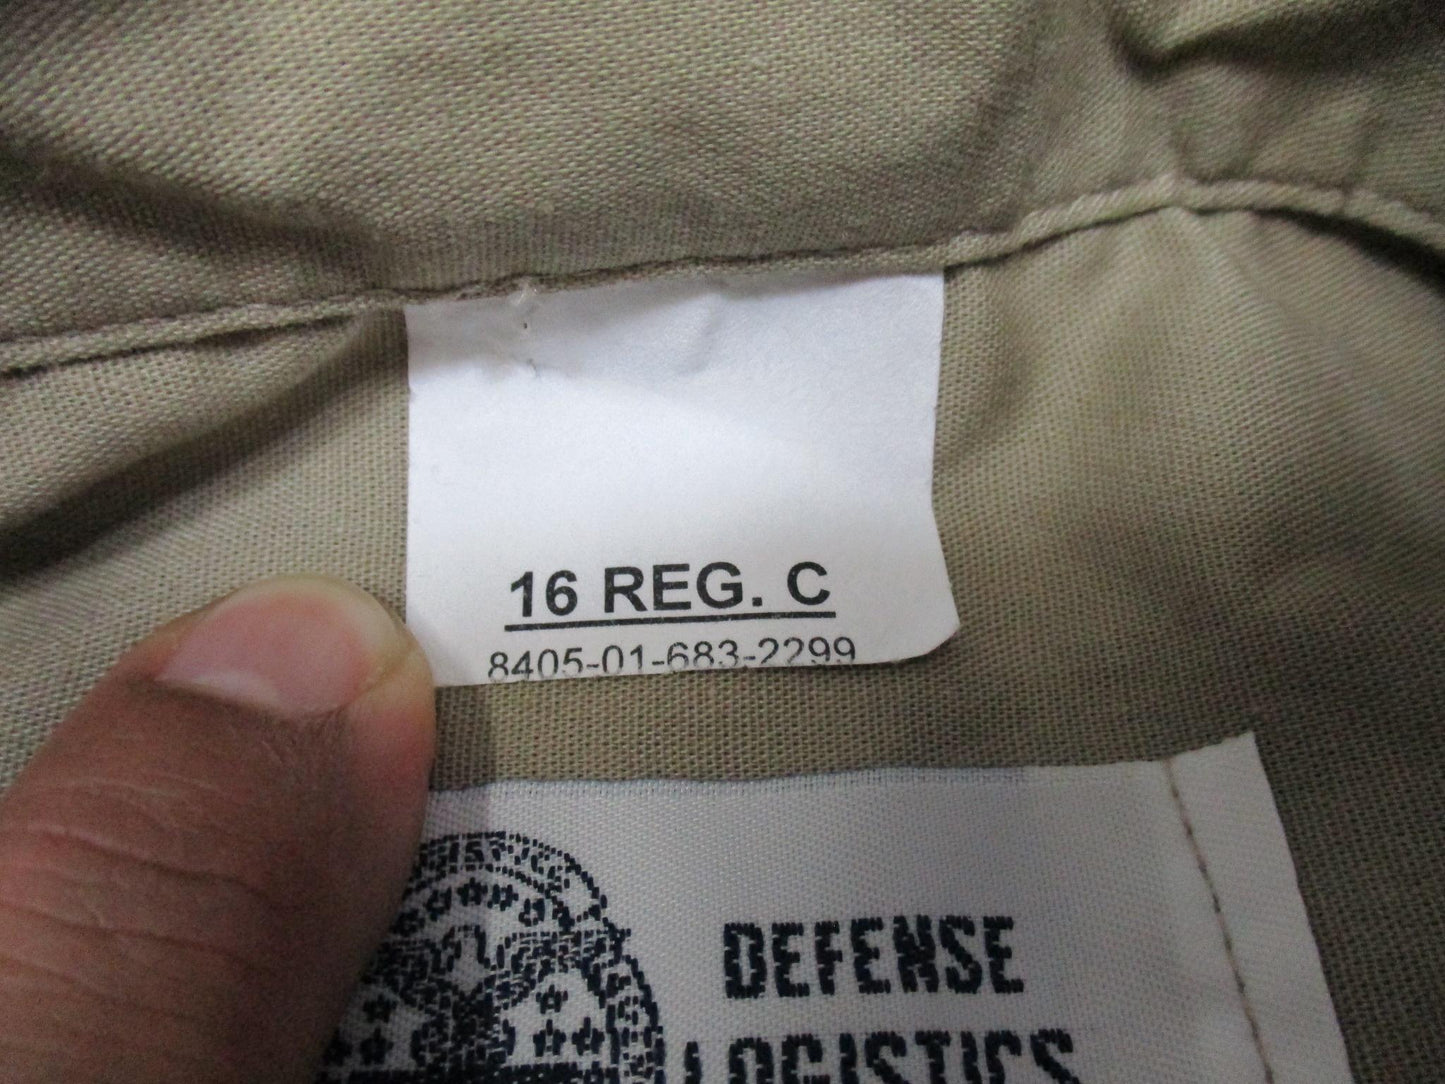 16 REG. C
8405-01-683-2299
DEFENSE
LOGISTICS